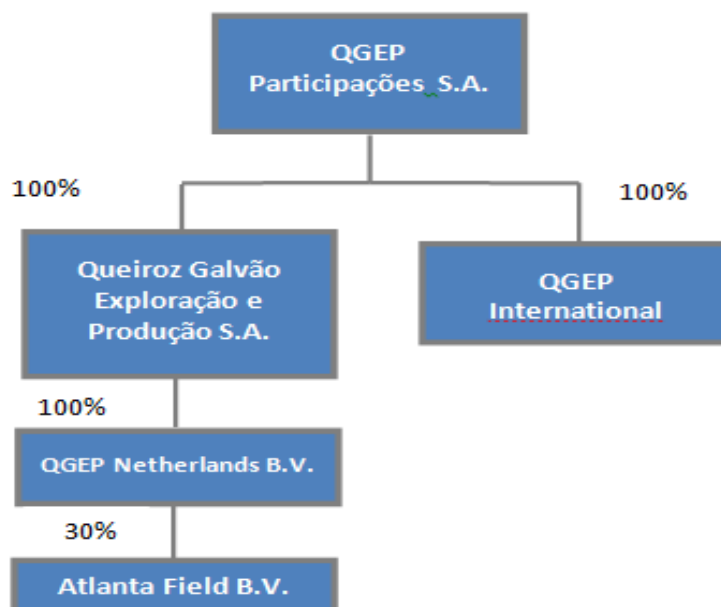 QGEP
Participações S.A.
100%
100%
Queiroz Galvão
Exploração e
Produção S.A.
QGEP
International
100%
QGEP Netherlands B.V.
30%
Atlanta Field B.V.